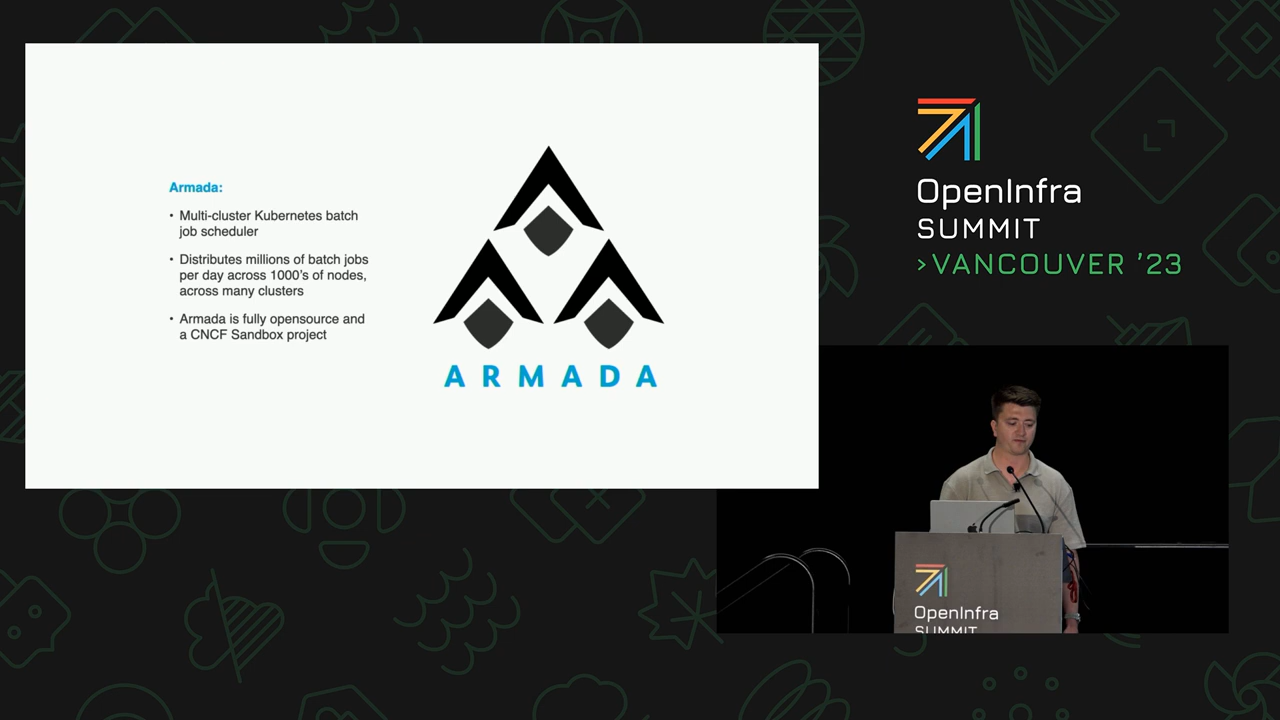 Armada:
• Multi-cluster Kubernetes batch
job scheduler
• Distributes millions of batch jobs
per day across 1000's of nodes,
across many clusters
• Armada is fully opensource and
a CNCF Sandbox project
ARMADA
OpenInfra
SUMMIT
>VANCOUVER '23
OpenInfra
SUMMIT